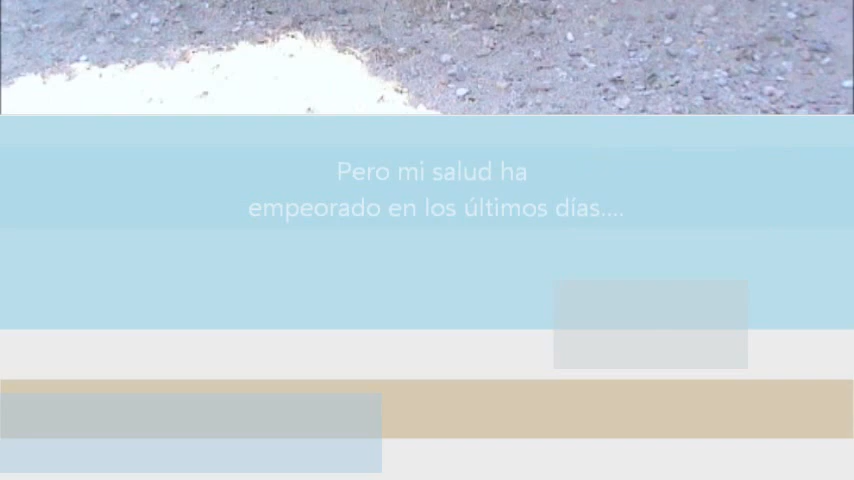 Pero mi salud ha
empeorado en los últimos días....